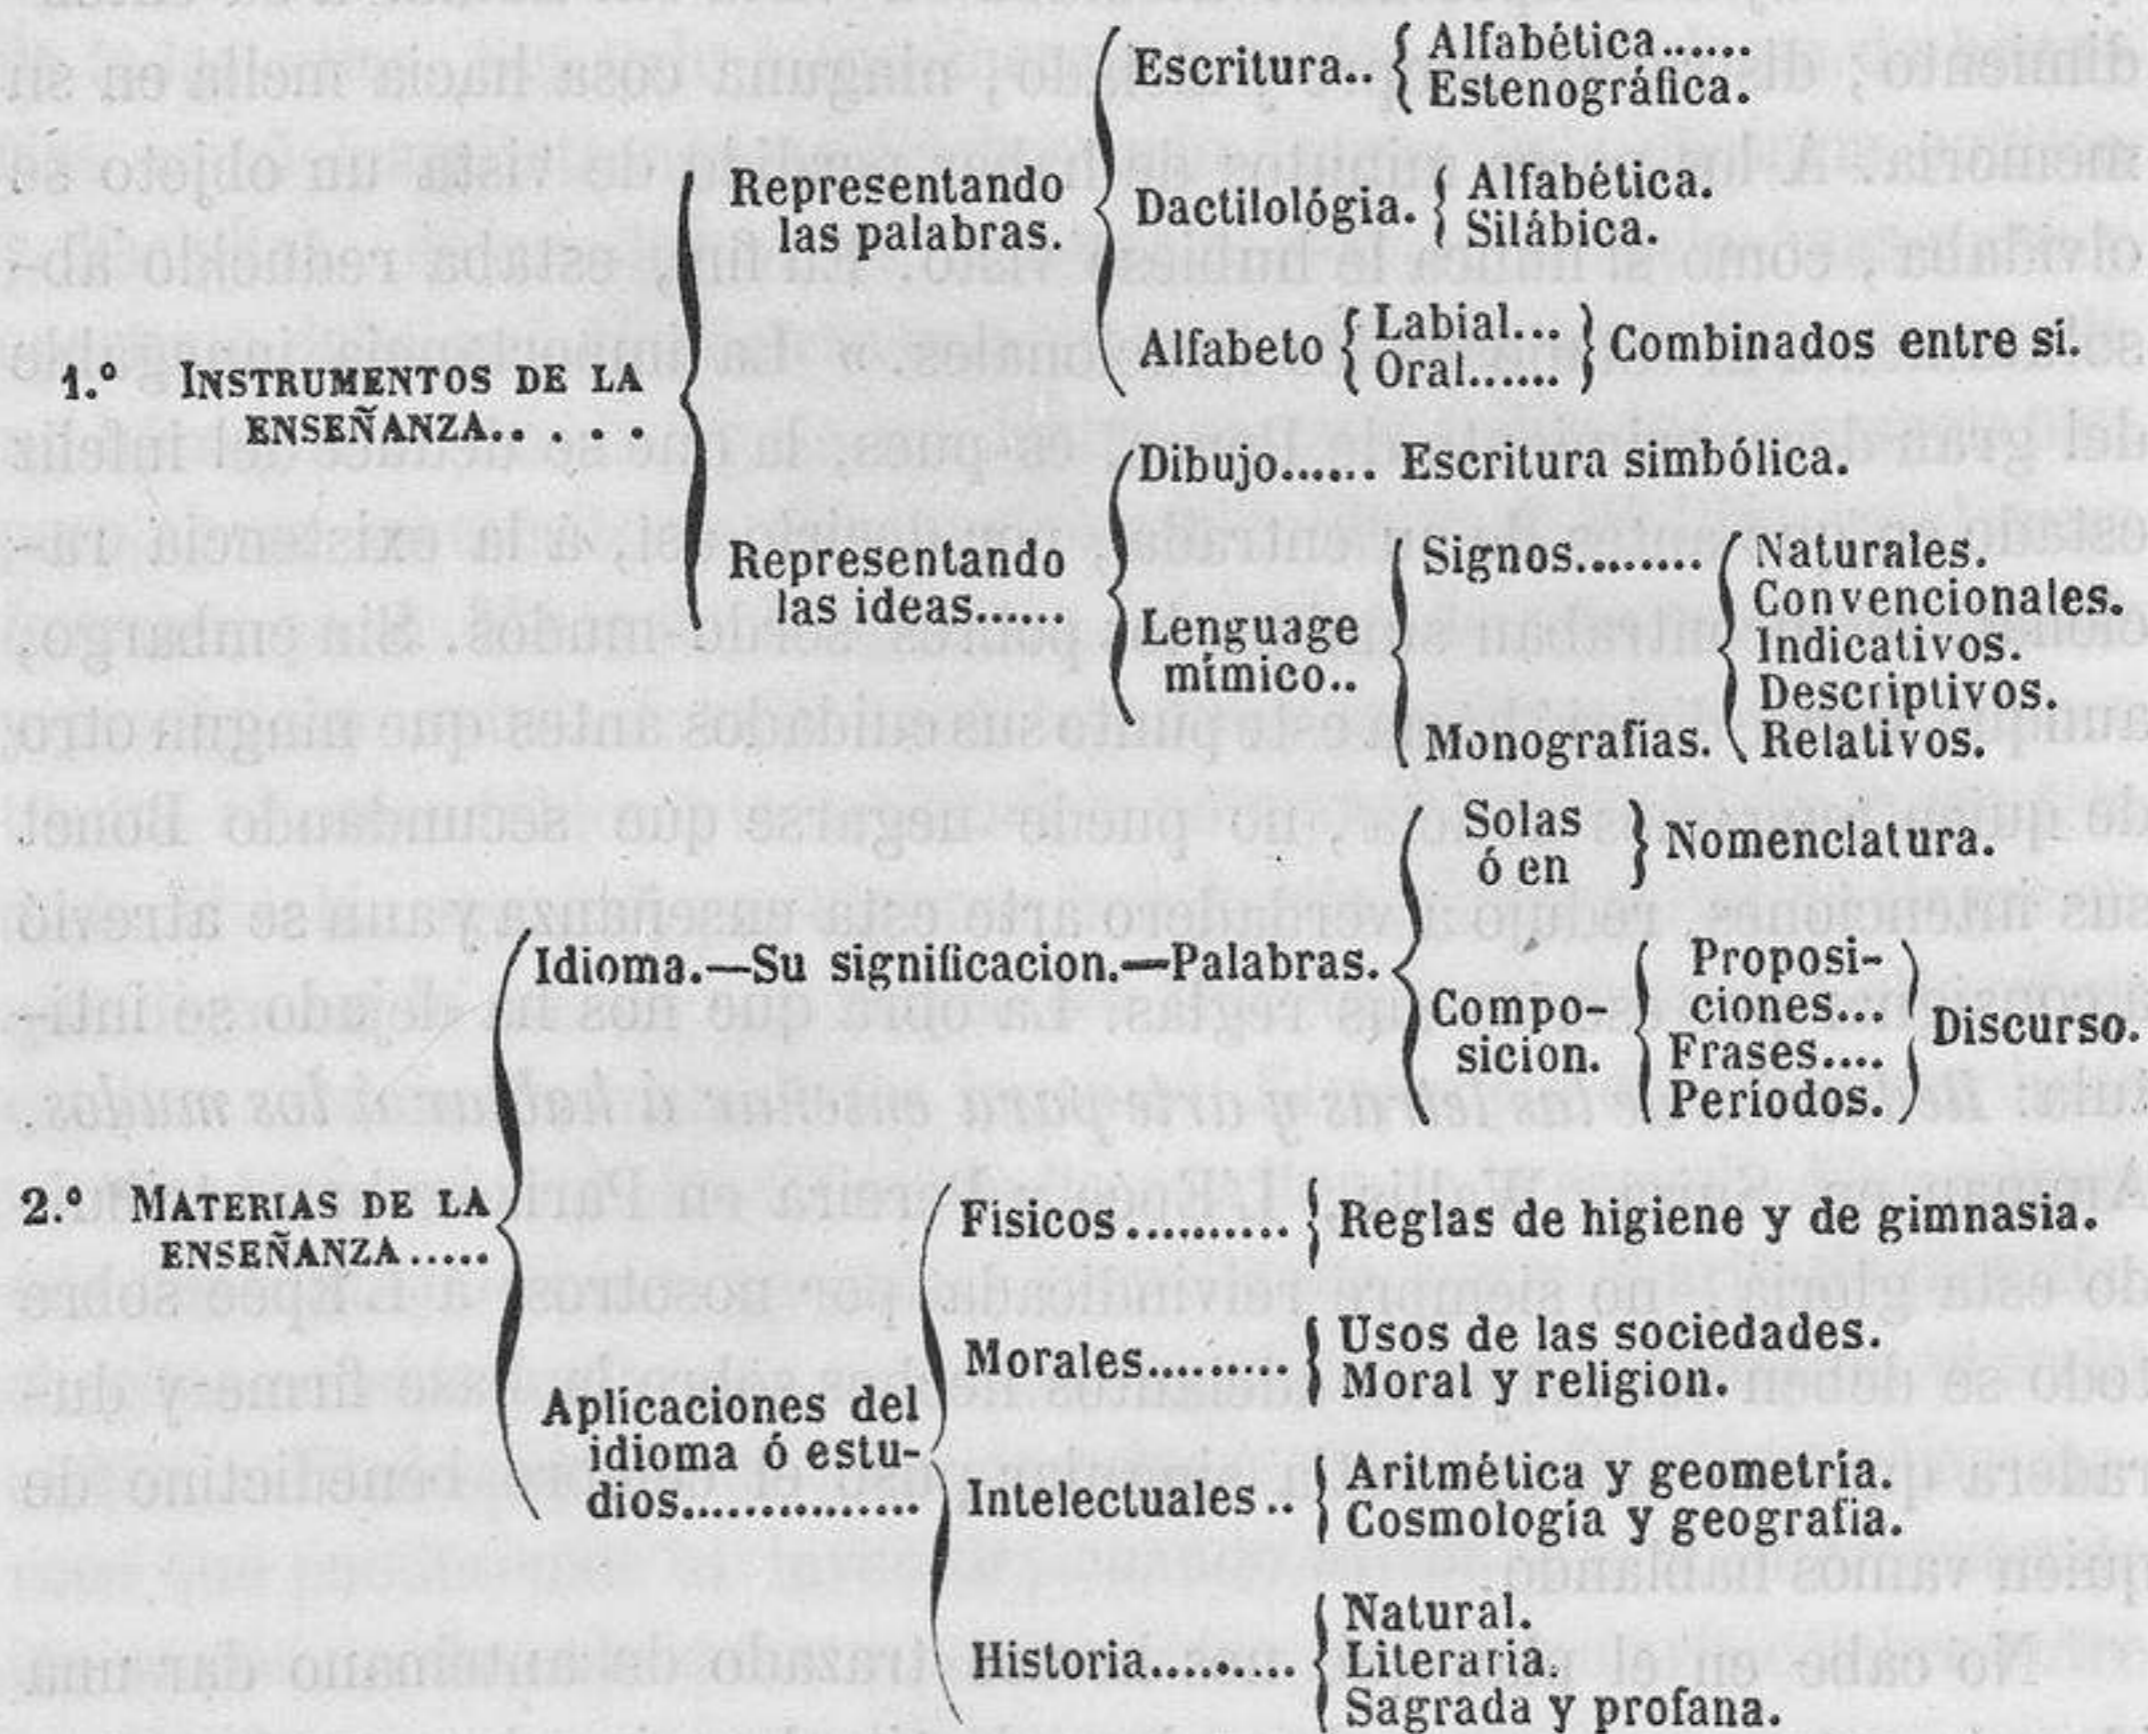 1.º INSTRUMENTOS DE LA
ENSEÑANZA.. . . .
Representando
las palabras.
Escritura..
Alfabética......
Estenográfica.
Dactilológia.
Alfabética.
Silábica.
Alfabeto
Labial...
Oral.......
Combinados entre sí.
Representando
las ideas......
Dibujo...... Escritura simbólica.
Lenguage
mímico..
Signos........
Naturales.
Convencionales.
Indicativos.
Descriptivos.
Relativos.
Monografías.
2.º MATERIAS DE LA
ENSEÑANZA.....
Idioma.—Su significacion.—Palabras.
Solas
ó en
Nomenclatura.
Compo-
sicion.
Proposi-
ciones...
Frases....
Períodos.
Discurso.
Aplicaciones del
idioma ó estu-
dios...............
Físicos..........
Reglas de higiene y de gimnasia.
Morales.........
Usos de las sociedades.
Moral y religion.
Intelectuales..
Aritmética y geometría.
Cosmología y geografia.
Historia.........
Natural.
Literaria.
Sagrada y profana.